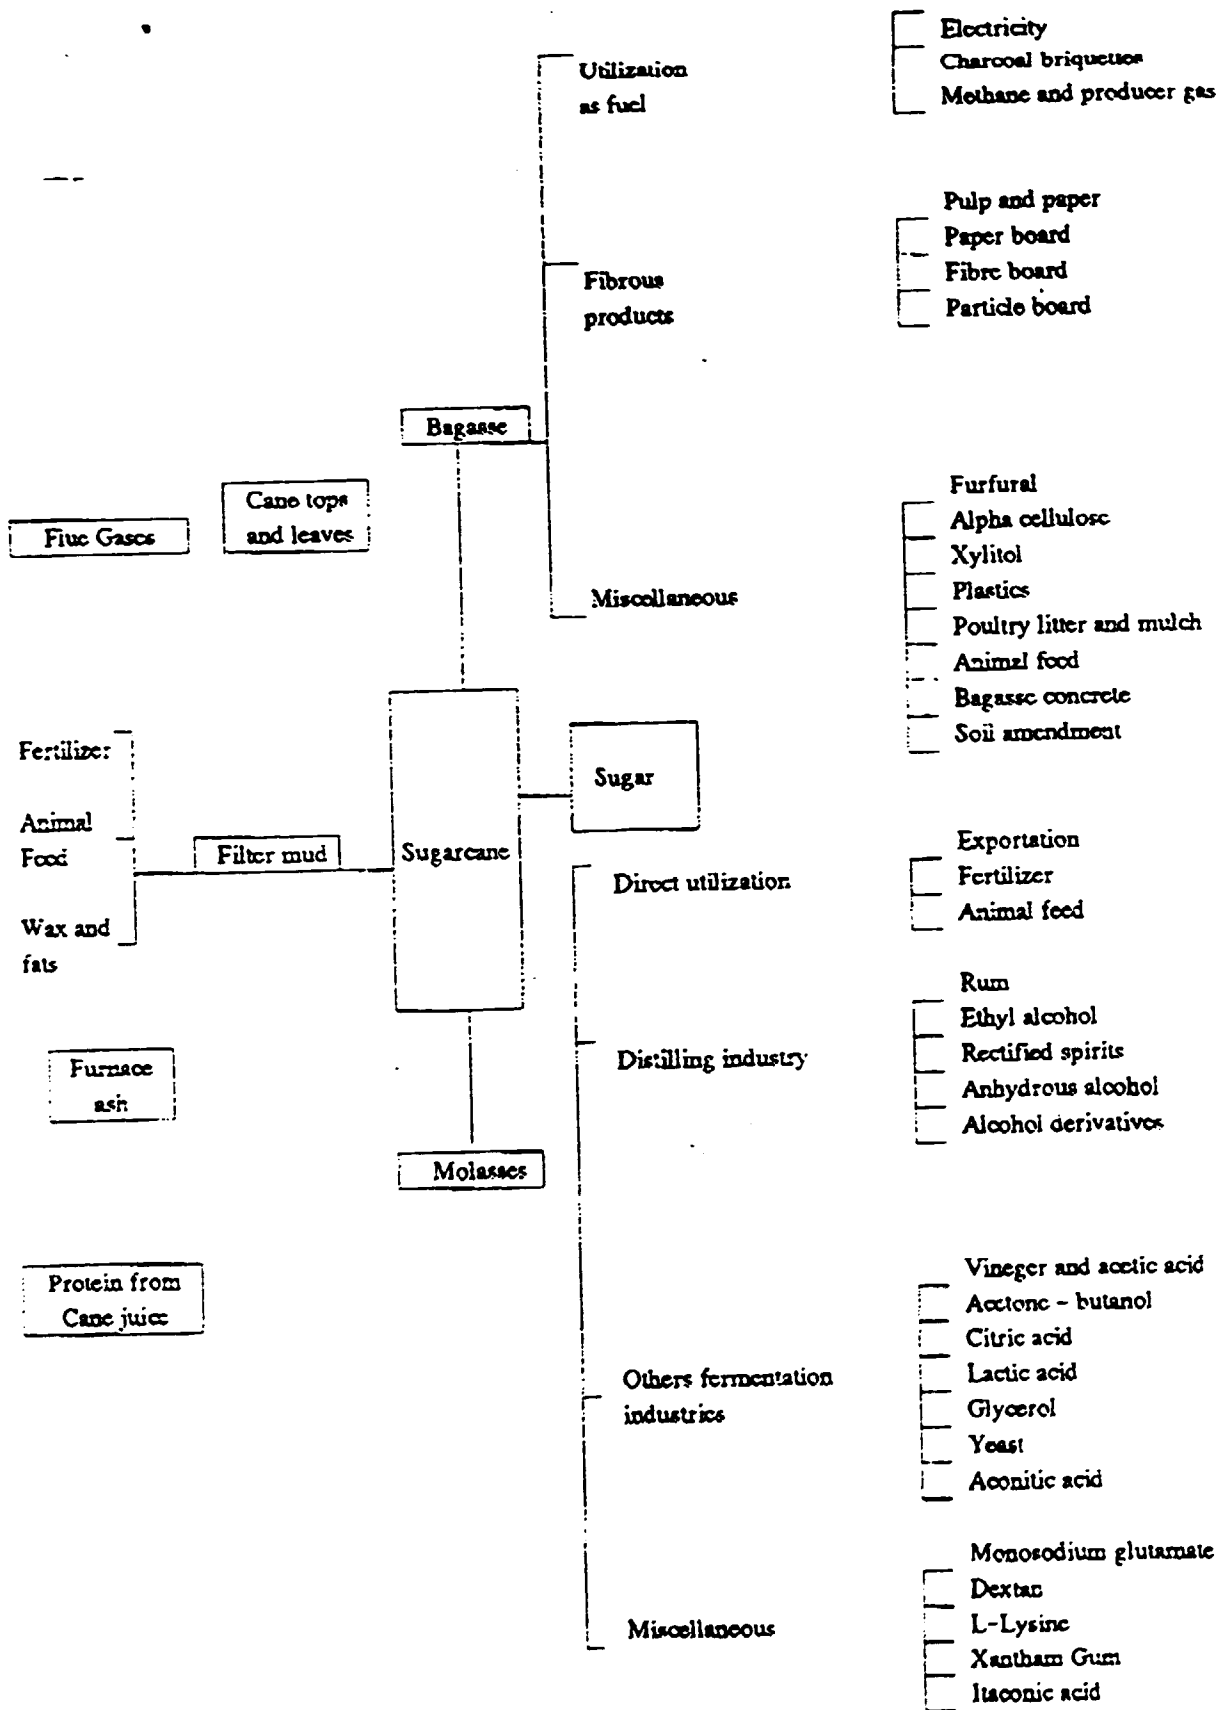 Electricity
Charcoal briquettes
Methane and producer gas
Utilization
as fuel
Pulp and paper
Paper board
Fibre board
Particle board
Fibrous
products
Bagasse
Cane tops
and leaves
Flue Gases
Furfural
Alpha cellulose
Xylitol
Plastics
Poultry litter and mulch
Animal food
Bagasse concrete
Soil amendment
Miscellaneous
Fertilizer
Animal
Feed
Wax and
fats
Filter mud
Sugarcane
Sugar
Direct utilization
Exportation
Fertilizer
Animal feed
Rum
Ethyl alcohol
Rectified spirits
Anhydrous alcohol
Alcohol derivatives
Distilling industry
Furnace
ash
Molasses
Protein from
Cane juice
Vineger and acetic acid
Acetone - butanol
Citric acid
Lactic acid
Glycerol
Yeast
Aconitic acid
Others fermentation
industries
Monosodium glutamate
Dextan
L-Lysine
Xantham Gum
Itaconic acid
Miscellaneous